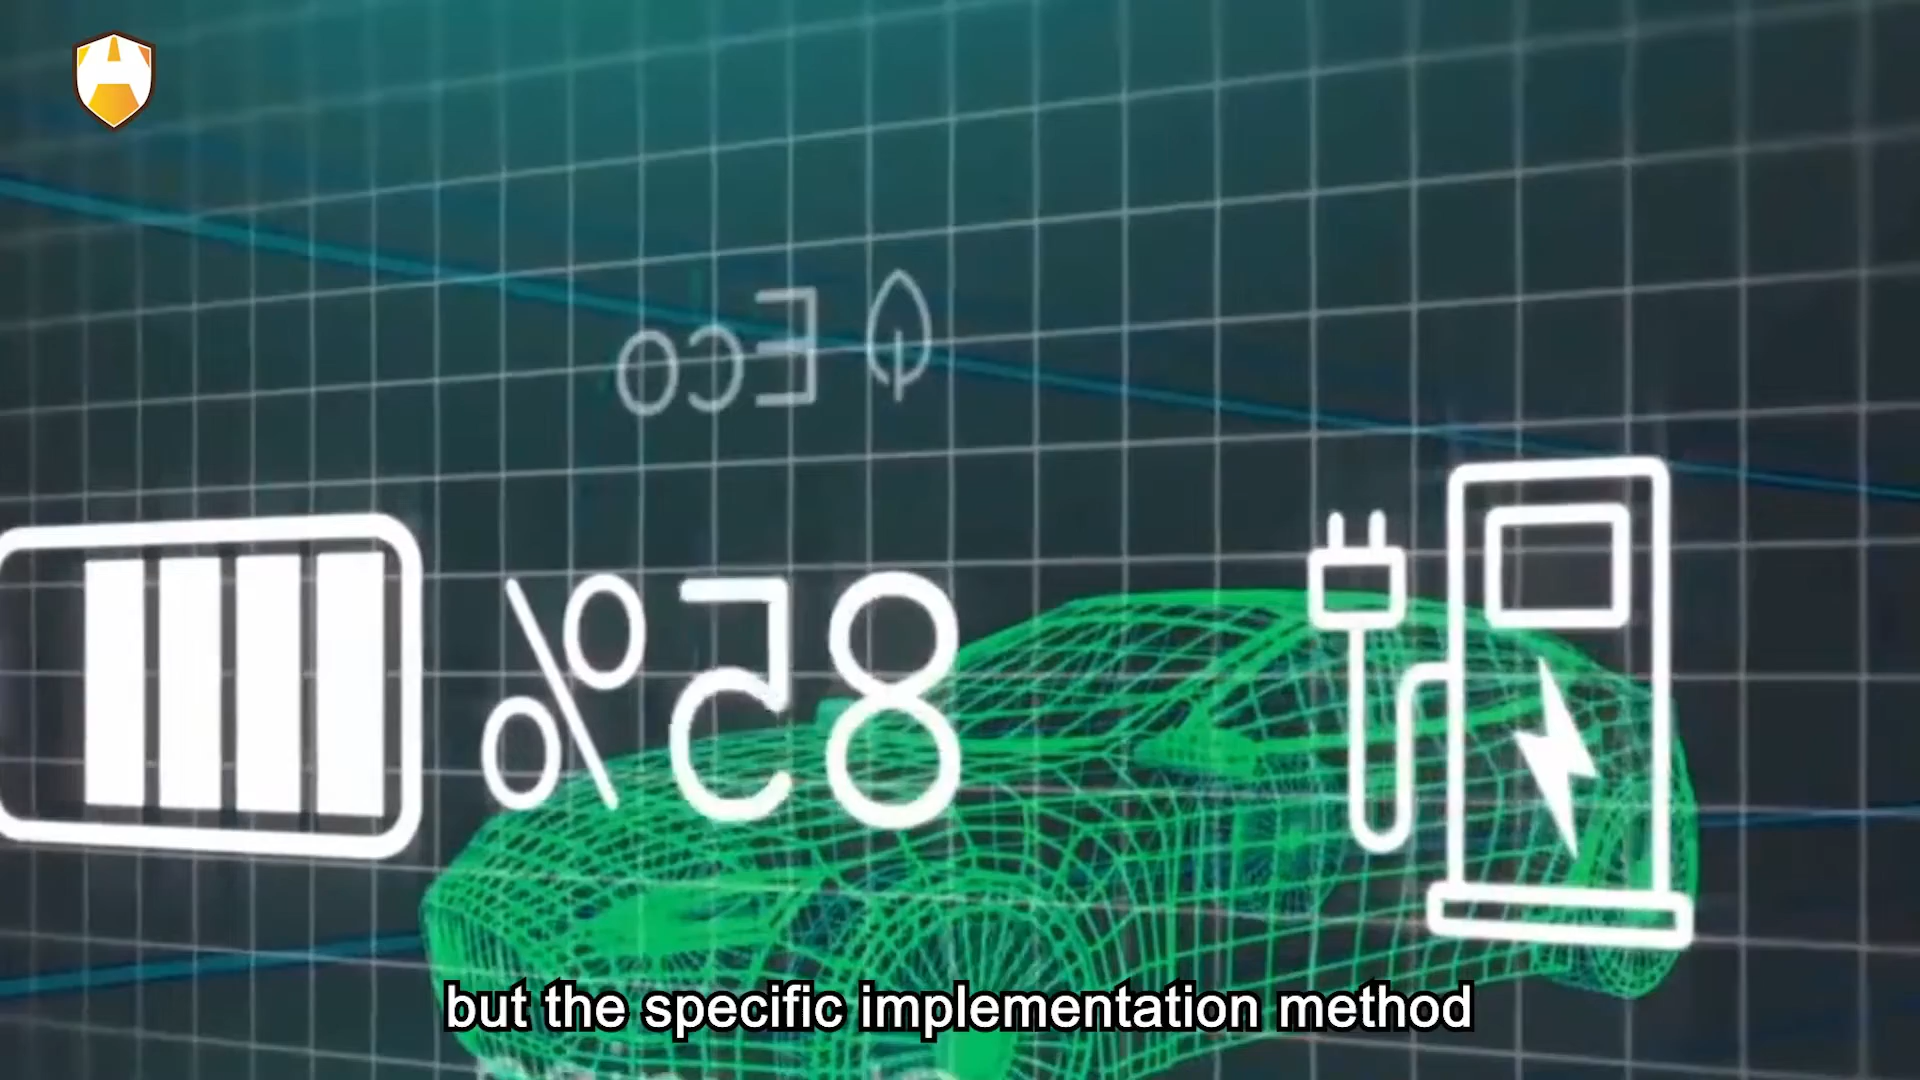 Eco
85%
but the specific implementation method